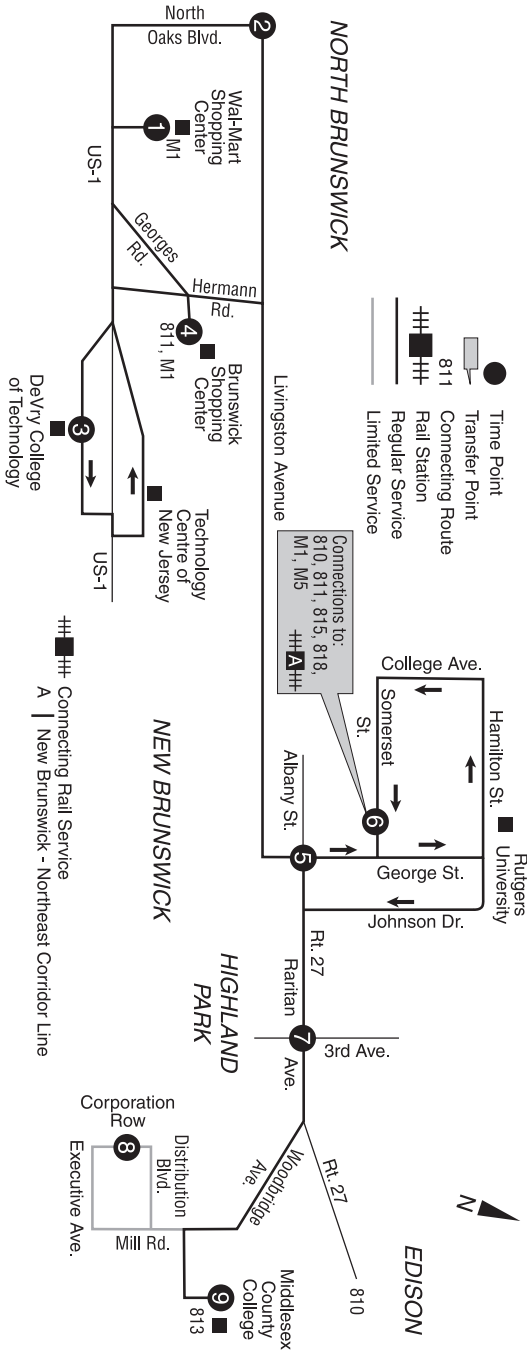 NORTH BRUNSWICK
Time Point
Transfer Point
811 Connecting Route
Rail Station
Regular Service
Limited Service
2
North
Oaks Blvd.
1
M1
Wal-Mart
Shopping
Center
US-1
Georges
Rd.
Hermann
Rd.
4
811, M1
Brunswick
Shopping
Center
Livingston Avenue
3
DeVry College
of Technology
Technology
Centre of
New Jersey
US-1
Connections to:
810, 811, 815, 818,
M1, M5
A
College Ave.
Somerset
St.
Hamilton St.
Rutgers
University
6
Albany St.
5
George St.
Johnson Dr.
NEW BRUNSWICK
Connecting Rail Service
A | New Brunswick - Northeast Corridor Line
Rt. 27
Raritan
Ave.
HIGHLAND
PARK
7
3rd Ave.
Rt. 27
810
Woodbridge
Ave.
Corporation
Row
8
Distribution
Blvd.
Executive Ave.
Mill Rd.
9
813
Middlesex
County
College
EDISON
N